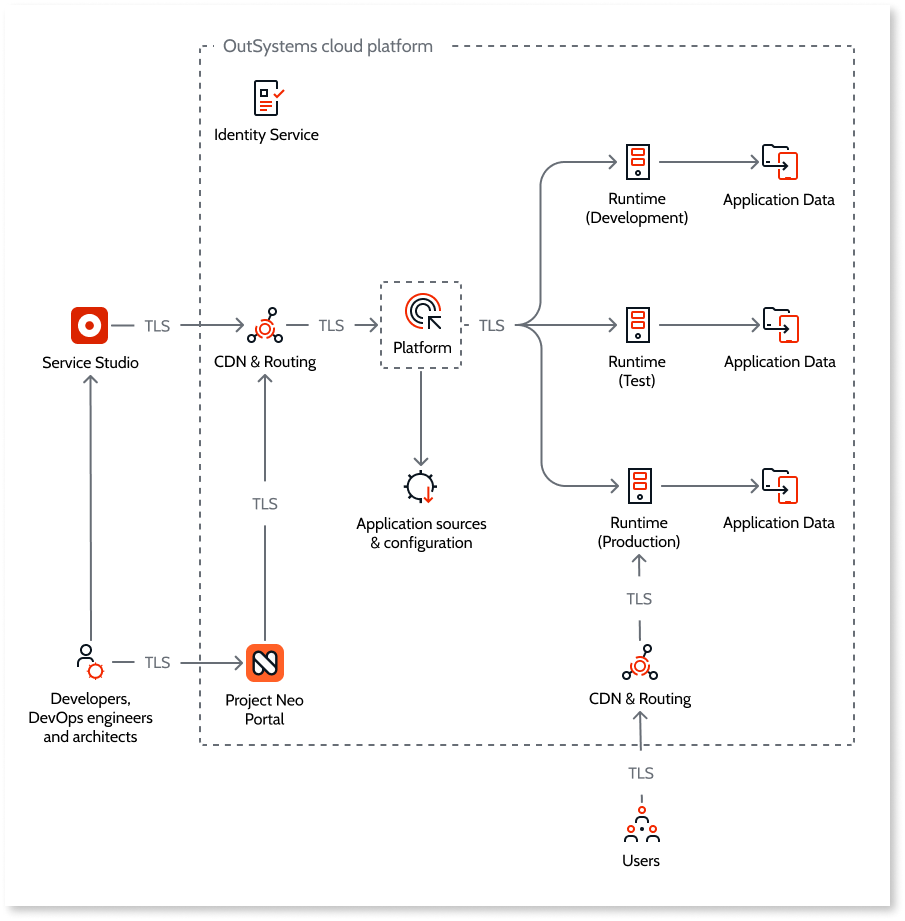 OutSystems cloud platform
Identity Service
Runtime
(Development)
Application Data
Service Studio
TLS
CDN & Routing
TLS
Platform
TLS
Runtime
(Test)
Application Data
TLS
Application sources
& configuration
Runtime
(Production)
Application Data
TLS
Developers,
DevOps engineers
and architects
TLS
Project Neo
Portal
CDN & Routing
TLS
Users